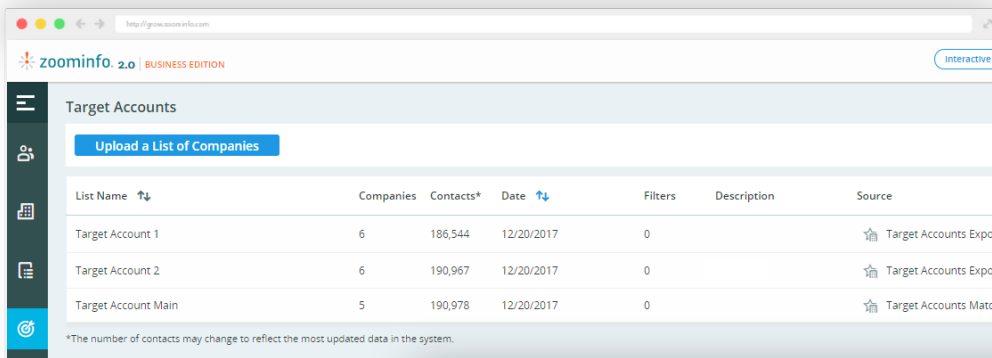 http://grow.zoominfo.com
zoominfo. 2.0 BUSINESS EDITION Interactive
Target Accounts
Upload a List of Companies
List Name Companies Contacts* Date Filters Description Source
Target Account 1 6 186,544 12/20/2017 0 Target Accounts Expo
Target Account 2 6 190,967 12/20/2017 0 Target Accounts Expo
Target Account Main 5 190,978 12/20/2017 0 Target Accounts Matc
*The number of contacts may change to reflect the most updated data in the system.